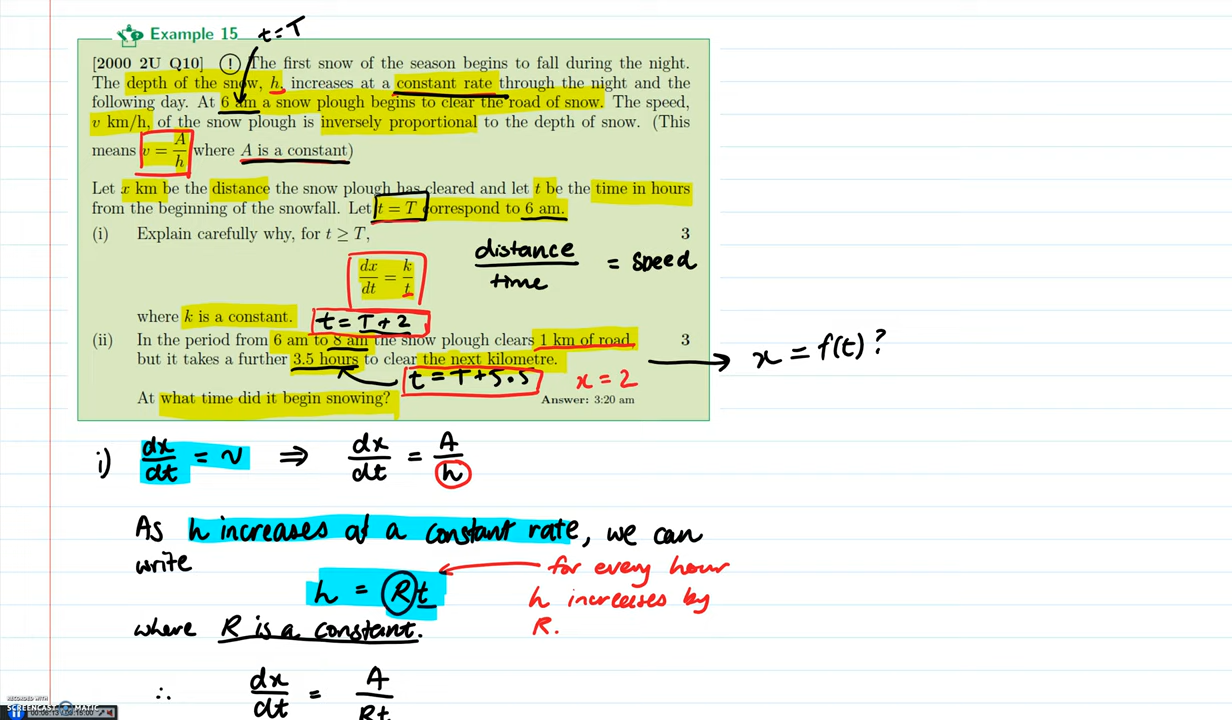 Example 15
t = T
[2000 2U Q10] ! The first snow of the season begins to fall during the night.
The depth of the snow, h, increases at a constant rate through the night and the
following day. At 6 am a snow plough begins to clear the road of snow. The speed,
v km/h, of the snow plough is inversely proportional to the depth of snow. (This
means v = A/h where A is a constant)
Let x km be the distance the snow plough has cleared and let t be the time in hours
from the beginning of the snowfall. Let t = T correspond to 6 am.
(i) Explain carefully why, for t ≥ T, 3
dx/dt = k/t
distance/time = speed
where k is a constant.
t = T + 2
(ii) In the period from 6 am to 8 am the snow plough clears 1 km of road 3
but it takes a further 3.5 hours to clear the next kilometre.
→ x = f(t)?
t = T + 5.5 x = 2
At what time did it begin snowing? Answer: 3:20 am
i) dx/dt = v ⇒ dx/dt = A/h
As h increases at a constant rate, we can
write
h = Rt
for every hour
h increases by
R.
where R is a constant.
∴ dx/dt = A/Rt
RECORDED WITH
SCREENCAST MATIC